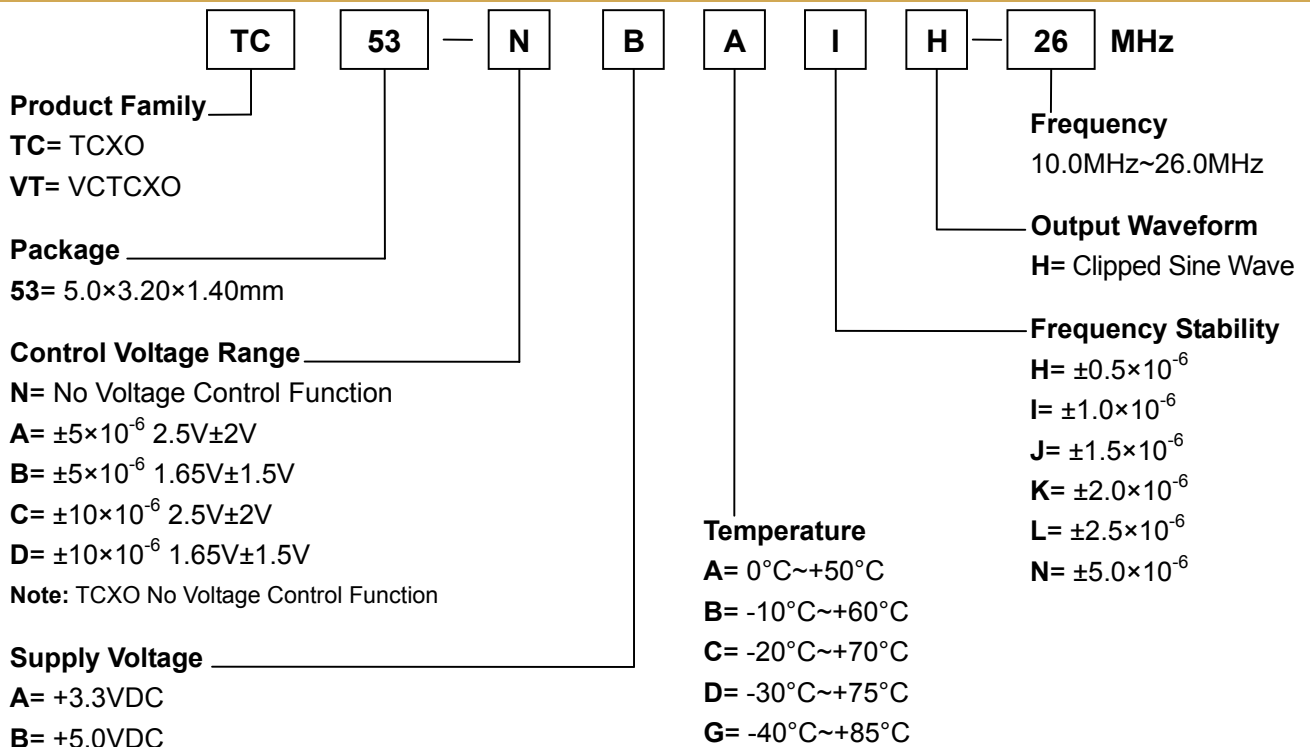 TC 53 — N B A I H — 26 MHz
Product Family
TC= TCXO
VT= VCTCXO
Package
53= 5.0×3.20×1.40mm
Control Voltage Range
N= No Voltage Control Function
A= ±5×10⁻⁶ 2.5V±2V
B= ±5×10⁻⁶ 1.65V±1.5V
C= ±10×10⁻⁶ 2.5V±2V
D= ±10×10⁻⁶ 1.65V±1.5V
Note: TCXO No Voltage Control Function
Supply Voltage
A= +3.3VDC
B= +5.0VDC
Temperature
A= 0°C~+50°C
B= -10°C~+60°C
C= -20°C~+70°C
D= -30°C~+75°C
G= -40°C~+85°C
Frequency
10.0MHz~26.0MHz
Output Waveform
H= Clipped Sine Wave
Frequency Stability
H= ±0.5×10⁻⁶
I= ±1.0×10⁻⁶
J= ±1.5×10⁻⁶
K= ±2.0×10⁻⁶
L= ±2.5×10⁻⁶
N= ±5.0×10⁻⁶